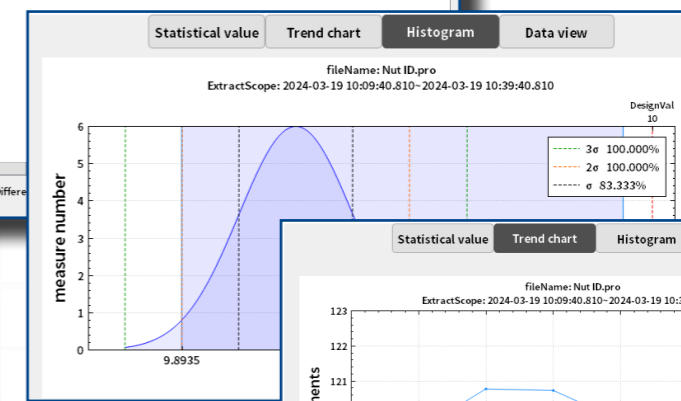 Statistical value
Trend chart
Histogram
Data view
fileName: Nut ID.pro
ExtractScope: 2024-03-19 10:09:40.810~2024-03-19 10:39:40.810
DesignVal
10
3σ 100.000%
2σ 100.000%
σ 83.333%
measure number
6
5
4
3
2
1
0
9.8935
Statistical value
Trend chart
Histogram
fileName: Nut ID.pro
ExtractScope: 2024-03-19 10:09:40.810~2024-03-19 10:3
123
122
121